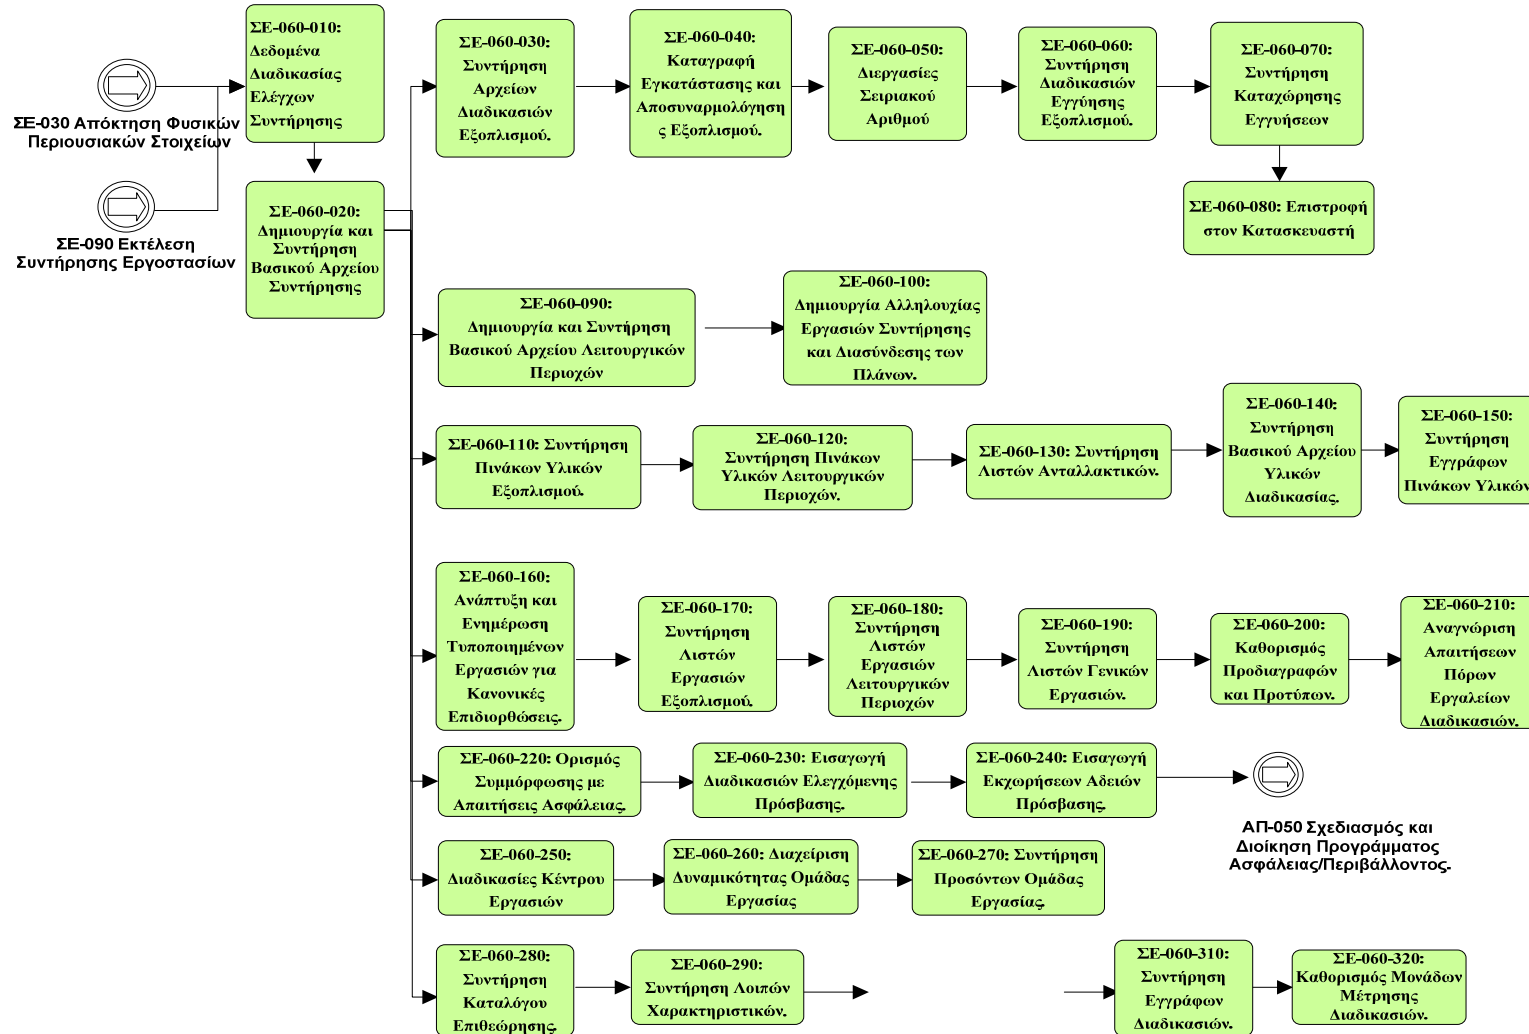 ΣΕ-060-010:
Δεδομένα
Διαδικασίας
Ελέγχων
Συντήρησης
ΣΕ-030 Απόκτηση Φυσικών
Περιουσιακών Στοιχείων
ΣΕ-090 Εκτέλεση
Συντήρησης Εργοστασίων
ΣΕ-060-020:
Δημιουργία και
Συντήρηση
Βασικού Αρχείου
Συντήρησης
ΣΕ-060-030:
Συντήρηση
Αρχείων
Διαδικασιών
Εξοπλισμού.
ΣΕ-060-040:
Καταγραφή
Εγκατάστασης και
Αποσυναρμολόγηση
ς Εξοπλισμού.
ΣΕ-060-050:
Διεργασίες
Σειριακού
Αριθμού
ΣΕ-060-060:
Συντήρηση
Διαδικασιών
Εγγύησης
Εξοπλισμού.
ΣΕ-060-070:
Συντήρηση
Καταχώρησης
Εγγυήσεων
ΣΕ-060-080: Επιστροφή
στον Κατασκευαστή
ΣΕ-060-090:
Δημιουργία και Συντήρηση
Βασικού Αρχείου Λειτουργικών
Περιοχών
ΣΕ-060-100:
Δημιουργία Αλληλουχίας
Εργασιών Συντήρησης
και Διασύνδεσης των
Πλάνων.
ΣΕ-060-110: Συντήρηση
Πινάκων Υλικών
Εξοπλισμού.
ΣΕ-060-120:
Συντήρηση Πινάκων
Υλικών Λειτουργικών
Περιοχών.
ΣΕ-060-130: Συντήρηση
Λιστών Ανταλλακτικών.
ΣΕ-060-140:
Συντήρηση
Βασικού Αρχείου
Υλικών
Διαδικασίας.
ΣΕ-060-150:
Συντήρηση
Εγγράφων
Πινάκων Υλικών
ΣΕ-060-160:
Ανάπτυξη και
Ενημέρωση
Τυποποιημένων
Εργασιών για
Κανονικές
Επιδιορθώσεις.
ΣΕ-060-170:
Συντήρηση
Λιστών
Εργασιών
Εξοπλισμού.
ΣΕ-060-180:
Συντήρηση
Λιστών
Εργασιών
Λειτουργικών
Περιοχών
ΣΕ-060-190:
Συντήρηση
Λιστών Γενικών
Εργασιών.
ΣΕ-060-200:
Καθορισμός
Προδιαγραφών
και Προτύπων.
ΣΕ-060-210:
Αναγνώριση
Απαιτήσεων
Πόρων
Εργαλείων
Διαδικασιών.
ΣΕ-060-220: Ορισμός
Συμμόρφωσης με
Απαιτήσεις Ασφάλειας.
ΣΕ-060-230: Εισαγωγή
Διαδικασιών Ελεγχόμενης
Πρόσβασης.
ΣΕ-060-240: Εισαγωγή
Εκχωρήσεων Αδειών
Πρόσβασης.
ΑΠ-050 Σχεδιασμός και
Διοίκηση Προγράμματος
Ασφάλειας/Περιβάλλοντος.
ΣΕ-060-250:
Διαδικασίες Κέντρου
Εργασιών
ΣΕ-060-260: Διαχείριση
Δυναμικότητας Ομάδας
Εργασίας
ΣΕ-060-270: Συντήρηση
Προσόντων Ομάδας
Εργασίας.
ΣΕ-060-280:
Συντήρηση
Καταλόγου
Επιθεώρησης.
ΣΕ-060-290:
Συντήρηση Λοιπών
Χαρακτηριστικών.
ΣΕ-060-310:
Συντήρηση
Εγγράφων
Διαδικασιών.
ΣΕ-060-320:
Καθορισμός Μονάδων
Μέτρησης
Διαδικασιών.